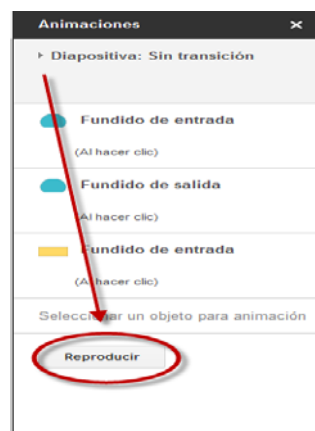 Animaciones ×
Diapositiva: Sin transición
Fundido de entrada
(Al hacer clic)
Fundido de salida
(Al hacer clic)
Fundido de entrada
(Al hacer clic)
Seleccionar un objeto para animación
Reproducir